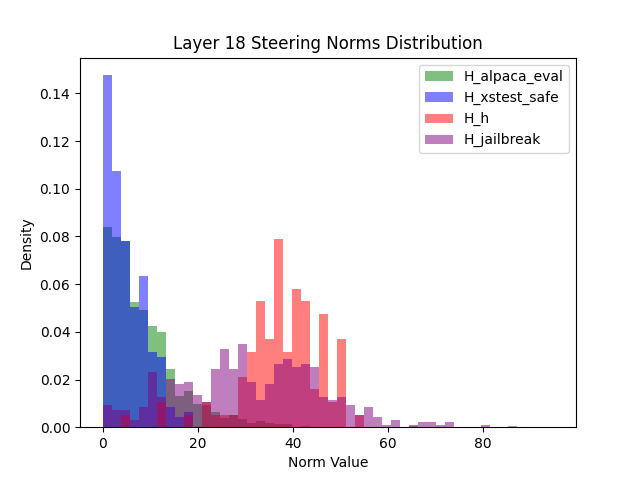 Layer 18 Steering Norms Distribution
H_alpaca_eval
H_xstest_safe
H_h
H_jailbreak
Density
0.14
0.12
0.10
0.08
0.06
0.04
0.02
0.00
0 20 40 60 80
Norm Value